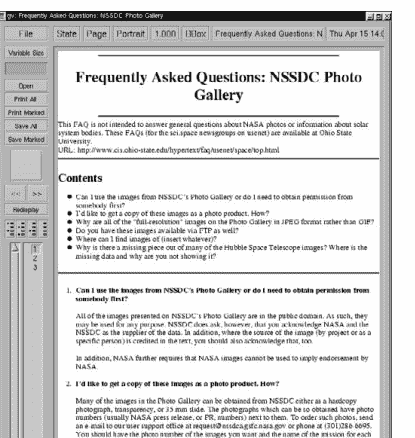 gv: Frequently Asked Questions: NSSDC Photo Gallery
File State Page Portrait 1.000 BBox Frequently Asked Questions: N Thu Apr 15 14:
Variable Size
Open
Print All
Print Marked
Save All
Save Marked
<< >>
Redisplay
1
2
3
Frequently Asked Questions: NSSDC Photo
Gallery
This FAQ is not intended to answer general questions about NASA photos or information about solar
system bodies. These FAQs (for the sci.space newsgroups on usenet) are available at Ohio State
University.
URL: http://www.cis.ohio-state.edu/hypertext/faq/usenet/space/top.html
Contents
● Can I use the images from NSSDC's Photo Gallery or do I need to obtain permission from
somebody first?
● I'd like to get a copy of these images as a photo product. How?
● Why are all of the "full-resolution" images on the Photo Gallery in JPEG format rather than GIF?
● Do you have these images available via FTP as well?
● Where can I find images of (insert whatever)?
● Why is there a missing piece out of many of the Hubble Space Telescope images? Where is the
missing data and why are you not showing it?
1. Can I use the images from NSSDC's Photo Gallery or do I need to obtain permission from
somebody first?
All of the images presented on NSSDC's Photo Gallery are in the public domain. As such, they
may be used for any purpose. NSSDC does ask, however, that you acknowledge NASA and the
NSSDC as the supplier of the data. In addition, where the source of the image (by project or as a
specific person) is credited in the text, you should also acknowledge that, too.
In addition, NASA further requires that NASA images cannot be used to imply endorsement by
NASA.
2. I'd like to get a copy of these images as a photo product. How?
Many of the images in the Photo Gallery can be obtained from NSSDC either as a hardcopy
photograph, transparency, or 35 mm slide. The photographs which can be so obtained have photo
numbers (usually NASA press release, or PR, numbers) next to them. To order such photos, send
an e-mail to our user support office at request@nssdca.gsfc.nasa.gov or phone at (301)286-6695.
You should have the photo number of the images you want and the name of the mission for each